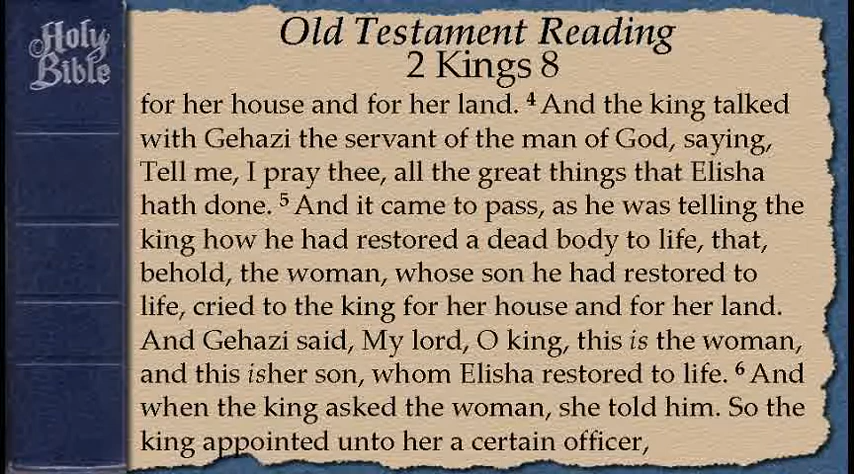 Holy
Bible
Old Testament Reading
2 Kings 8
for her house and for her land. ⁴ And the king talked
with Gehazi the servant of the man of God, saying,
Tell me, I pray thee, all the great things that Elisha
hath done. ⁵ And it came to pass, as he was telling the
king how he had restored a dead body to life, that,
behold, the woman, whose son he had restored to
life, cried to the king for her house and for her land.
And Gehazi said, My lord, O king, this is the woman,
and this isher son, whom Elisha restored to life. ⁶ And
when the king asked the woman, she told him. So the
king appointed unto her a certain officer,